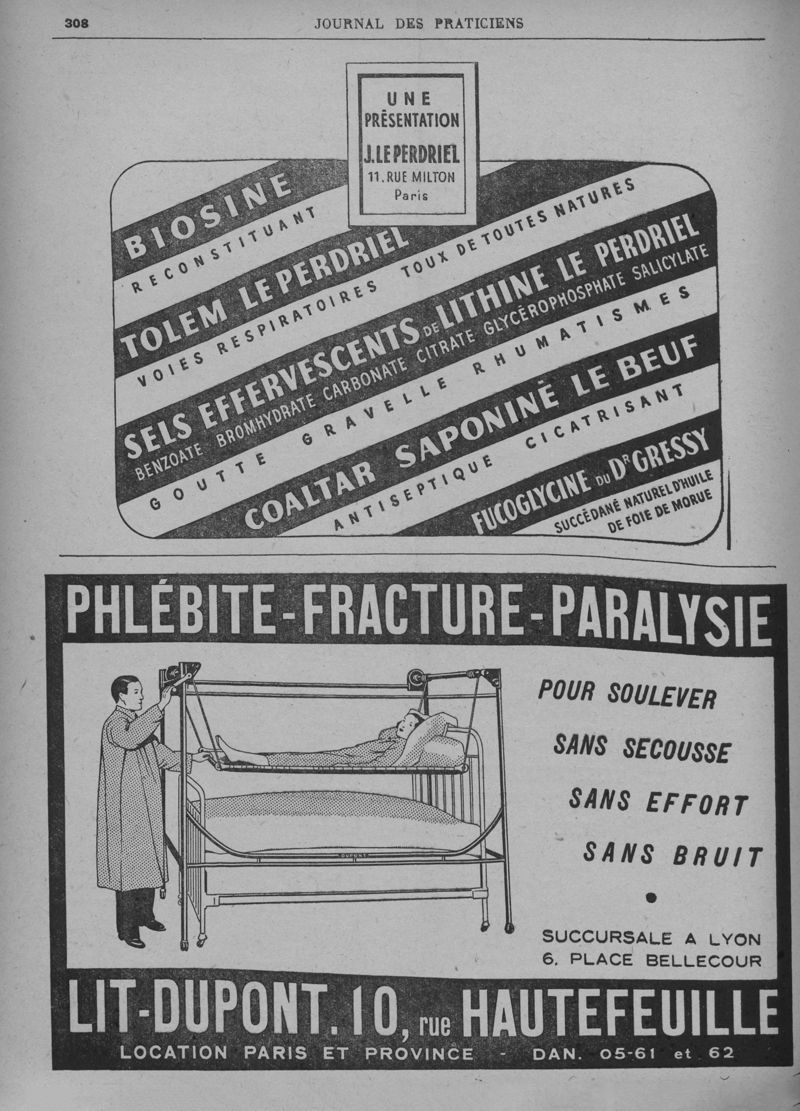 308
JOURNAL DES PRATICIENS
UNE
PRÉSENTATION
J. LE PERDRIEL
11. RUE MILTON
Paris
BIOSINE
RECONSTITUANT
TOLEM LE PERDRIEL
VOIES RESPIRATOIRES TOUX DE TOUTES NATURES
SELS EFFERVESCENTS DE LITHINE LE PERDRIEL
BENZOATE BROMHYDRATE CARBONATE CITRATE GLYCÉROPHOSPHATE SALICYLATE
GOUTTE GRAVELLE RHUMATISMES
COALTAR SAPONINÉ LE BEUF
ANTISEPTIQUE CICATRISANT
FUCOGLYCINE DU DR GRESSY
SUCCÉDANÉ NATUREL D'HUILE
DE FOIE DE MORUE
PHLÉBITE-FRACTURE-PARALYSIE
POUR SOULEVER
SANS SECOUSSE
SANS EFFORT
SANS BRUIT
SUCCURSALE A LYON
6, PLACE BELLECOUR
LIT-DUPONT. 10, rue HAUTEFEUILLE
LOCATION PARIS ET PROVINCE - DAN. 05-61 et 62